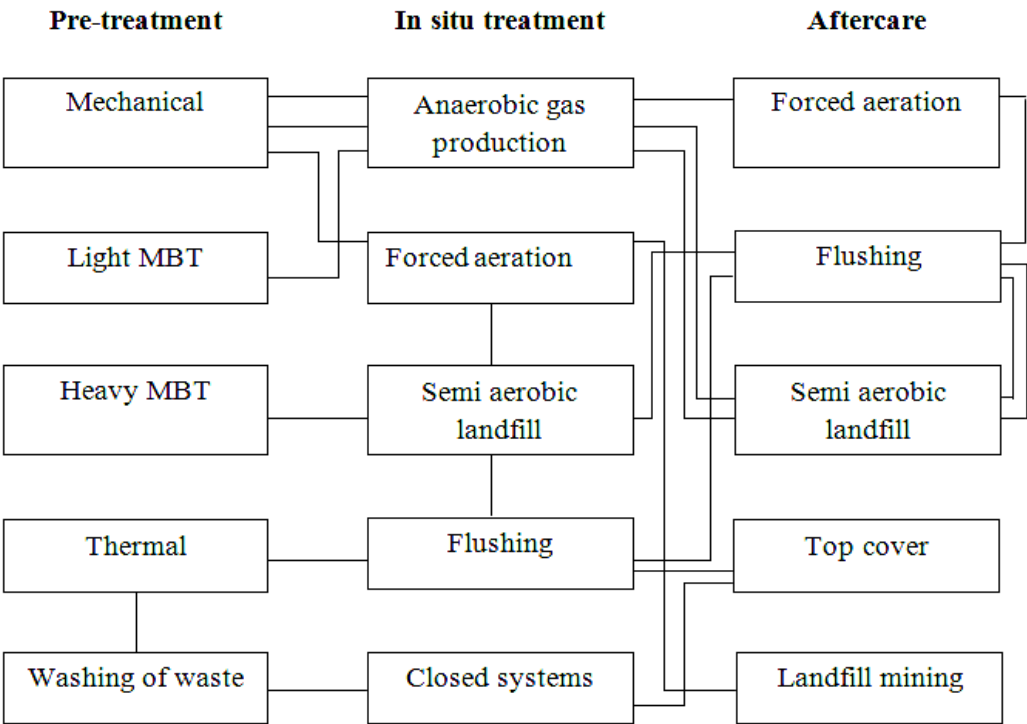 Pre-treatment
In situ treatment
Aftercare
Mechanical
Anaerobic gas
production
Forced aeration
Light MBT
Forced aeration
Flushing
Heavy MBT
Semi aerobic
landfill
Semi aerobic
landfill
Thermal
Flushing
Top cover
Washing of waste
Closed systems
Landfill mining